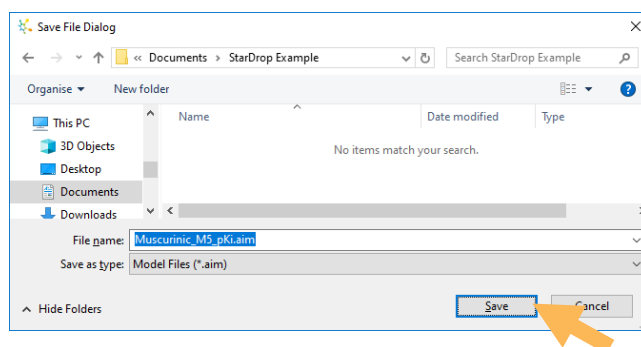 Save File Dialog
« Documents › StarDrop Example
Search StarDrop Example
Organise
New folder
Name
Date modified
Type
This PC
3D Objects
Desktop
Documents
Downloads
No items match your search.
File name: Muscurinic_M5_pKi.aim
Save as type: Model Files (*.aim)
Hide Folders
Save
Cancel